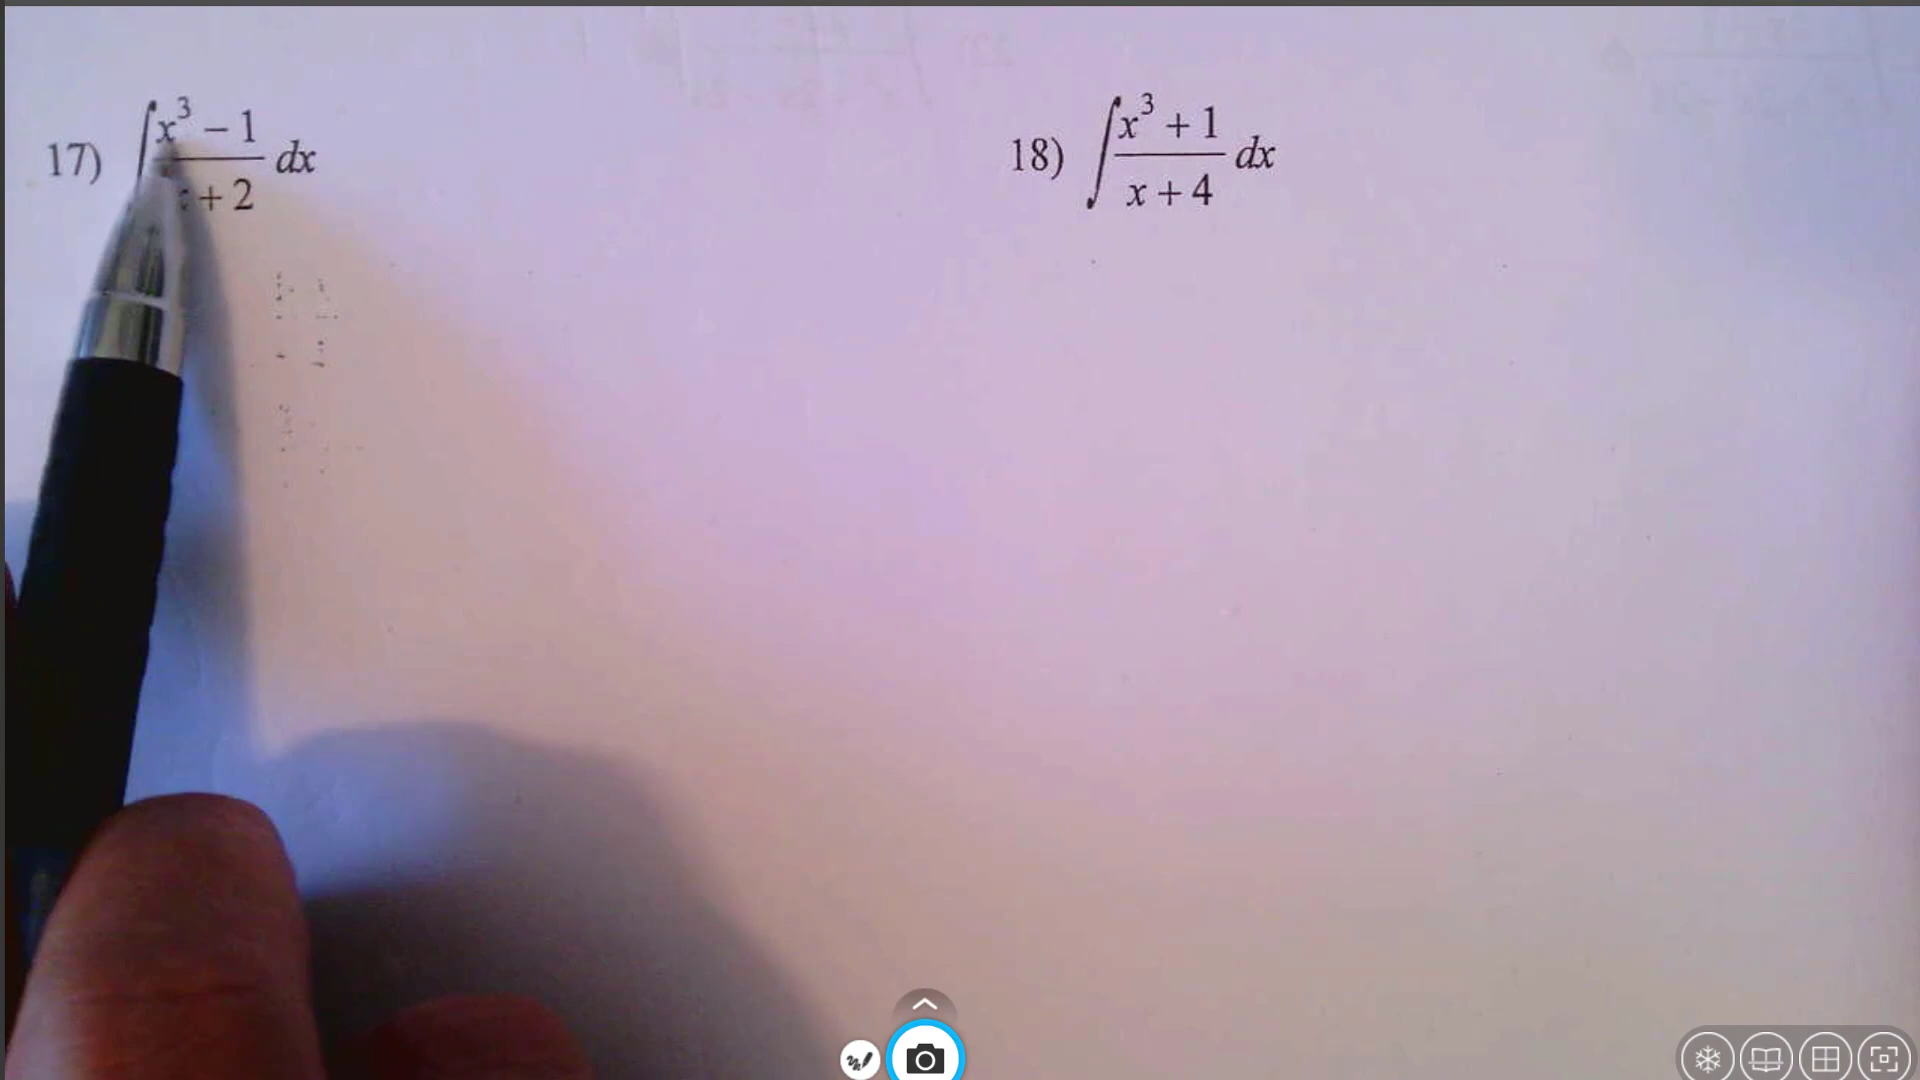 17) ∫ x³ − 1 / x + 2 dx
18) ∫ x³ + 1 / x + 4 dx